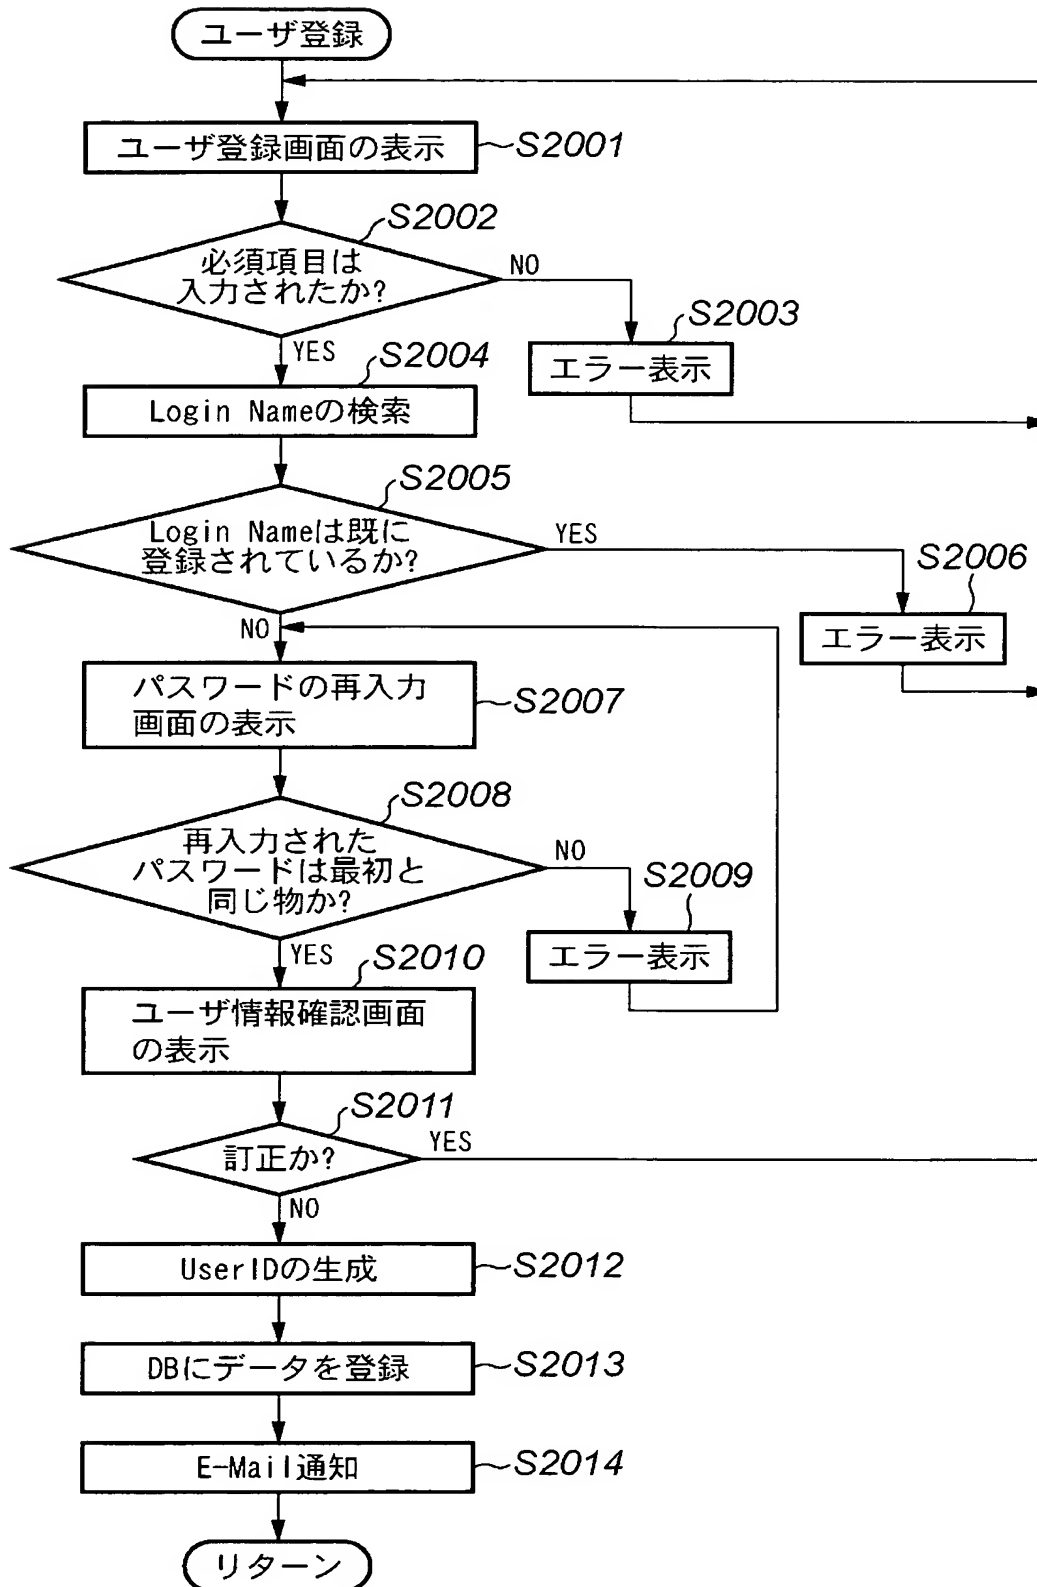 ユーザ登録
ユーザ登録画面の表示
S2001
S2002
必須項目は
入力されたか?
NO
YES
S2003
エラー表示
S2004
Login Nameの検索
S2005
Login Nameは既に
登録されているか?
YES
NO
S2006
エラー表示
パスワードの再入力
画面の表示
S2007
S2008
再入力された
パスワードは最初と
同じ物か?
NO
YES
S2009
エラー表示
S2010
ユーザ情報確認画面
の表示
S2011
訂正か?
YES
NO
UserIDの生成
S2012
DBにデータを登録
S2013
E-Mail通知
S2014
リターン